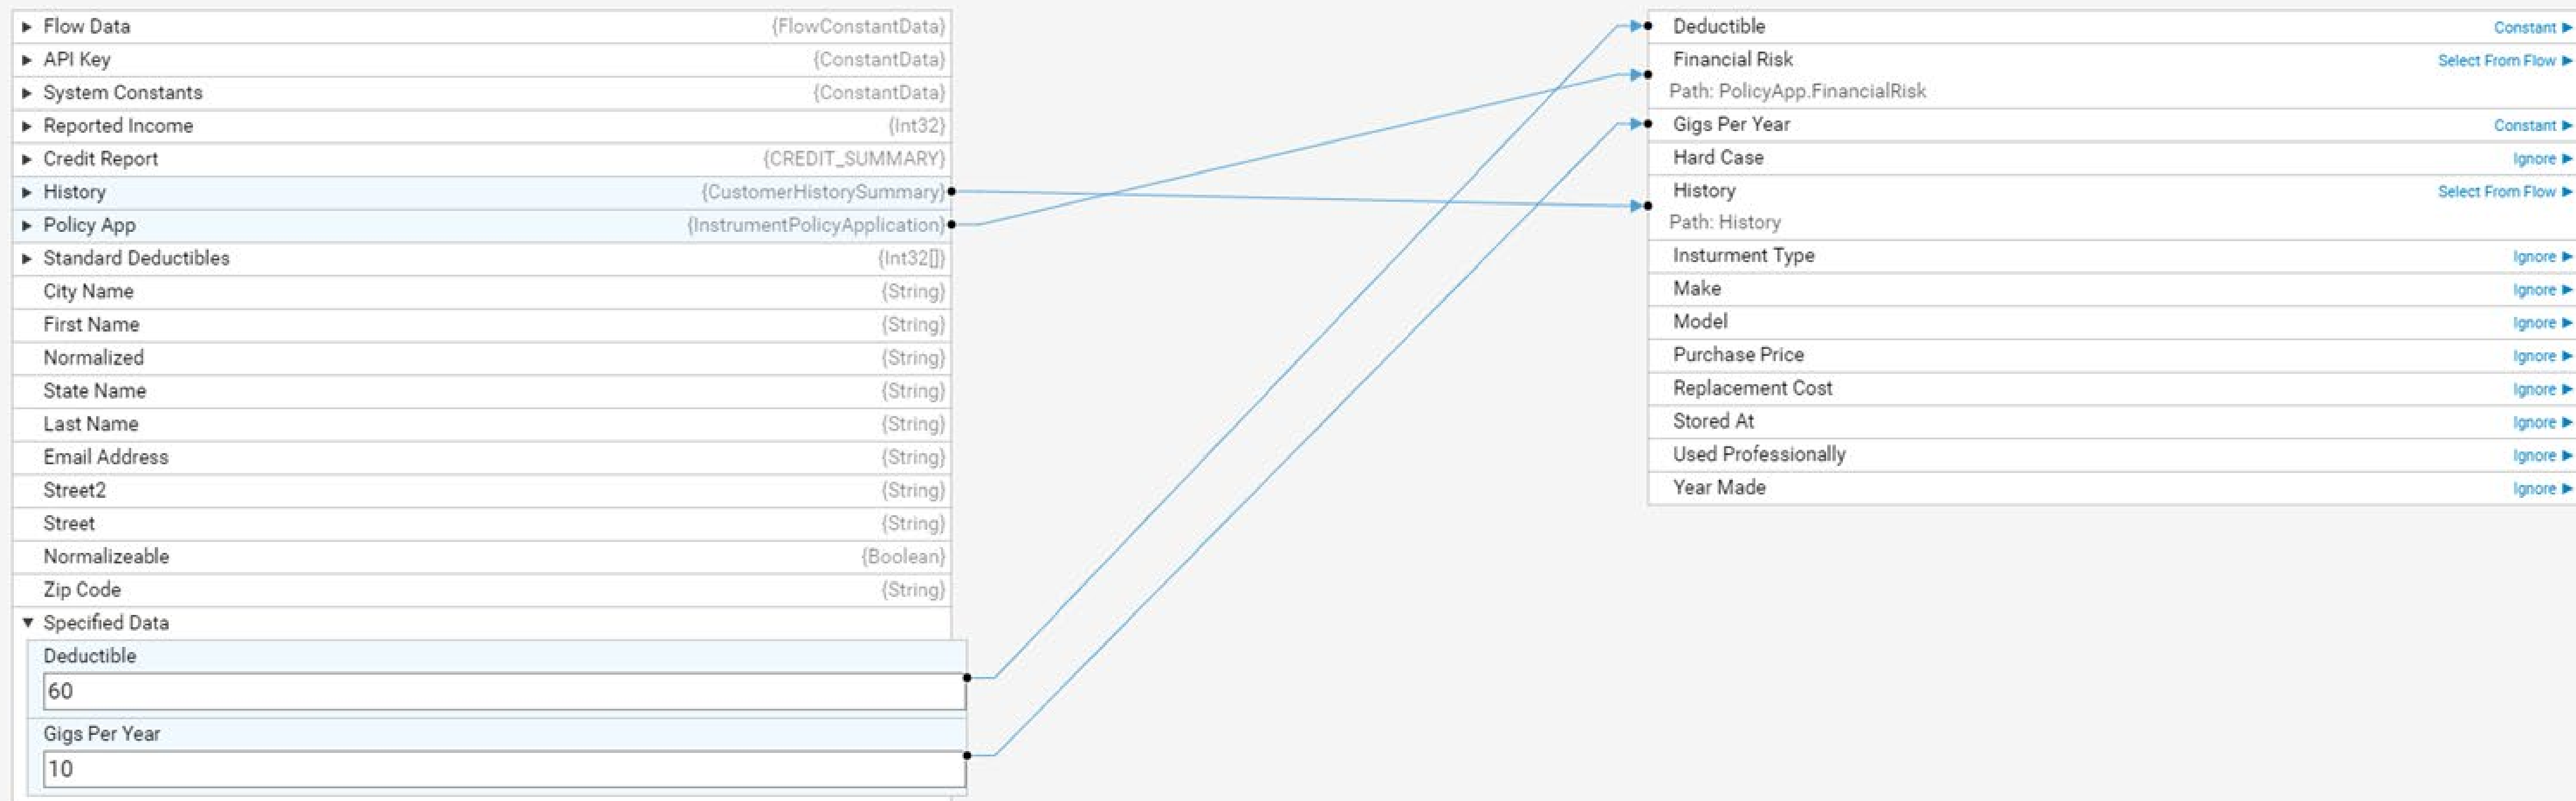 Flow Data {FlowConstantData}
API Key {ConstantData}
System Constants {ConstantData}
Reported Income {Int32}
Credit Report {CREDIT_SUMMARY}
History {CustomerHistorySummary}
Policy App {InstrumentPolicyApplication}
Standard Deductibles {Int32[]}
City Name {String}
First Name {String}
Normalized {String}
State Name {String}
Last Name {String}
Email Address {String}
Street2 {String}
Street {String}
Normalizeable {Boolean}
Zip Code {String}
Specified Data
Deductible
60
Gigs Per Year
10
Deductible Constant
Financial Risk Select From Flow
Path: PolicyApp.FinancialRisk
Gigs Per Year Constant
Hard Case Ignore
History Select From Flow
Path: History
Insturment Type Ignore
Make Ignore
Model Ignore
Purchase Price Ignore
Replacement Cost Ignore
Stored At Ignore
Used Professionally Ignore
Year Made Ignore